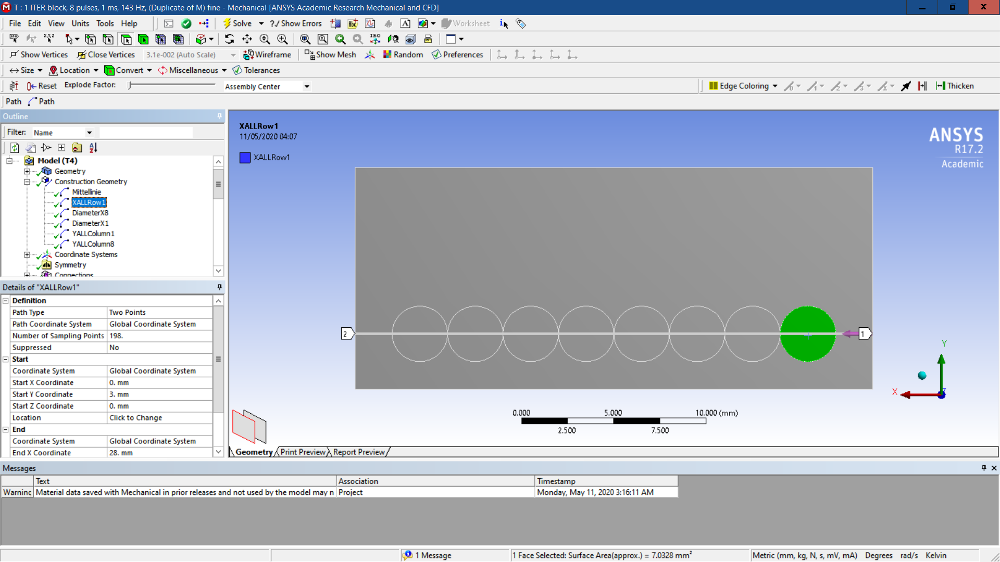 T : 1 ITER block, 8 pulses, 1 ms, 143 Hz, (Duplicate of M) fine - Mechanical [ANSYS Academic Research Mechanical and CFD]
File Edit View Units Tools Help Solve ?/ Show Errors Worksheet
Show Vertices Close Vertices 3.1e-002 (Auto Scale) Wireframe Show Mesh Random Preferences
Size Location Convert Miscellaneous Tolerances
Reset Explode Factor: Assembly Center Edge Coloring Thicken
Path Path
Outline
Filter: Name
Model (T4)
Geometry
Construction Geometry
Mittellinie
XALLRow1
DiameterX8
DiameterX1
YALLColumn1
YALLColumn8
Coordinate Systems
Symmetry
Connections
Details of "XALLRow1"
Definition
Path Type Two Points
Path Coordinate System Global Coordinate System
Number of Sampling Points 198.
Suppressed No
Start
Coordinate System Global Coordinate System
Start X Coordinate 0. mm
Start Y Coordinate 3. mm
Start Z Coordinate 0. mm
Location Click to Change
End
Coordinate System Global Coordinate System
End X Coordinate 28. mm
XALLRow1
11/05/2020 04:07
XALLRow1
ANSYS
R17.2
Academic
2
1
Y
X
Z
0.000 5.000 10.000 (mm)
2.500 7.500
Geometry Print Preview Report Preview
Messages
Text Association Timestamp
Warning Material data saved with Mechanical in prior releases and not used by the model may n Project Monday, May 11, 2020 3:16:11 AM
1 Message 1 Face Selected: Surface Area(approx.) = 7.0328 mm² Metric (mm, kg, N, s, mV, mA) Degrees rad/s Kelvin